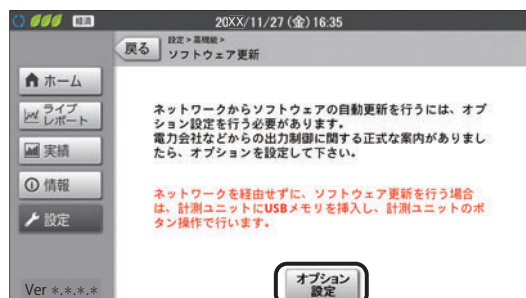 経済
20XX/11/27(金)16:35
戻る
設定>高機能>
ソフトウェア更新
ホーム
ライブ
レポート
実績
情報
設定
Ver *.*.*.*
ネットワークからソフトウェアの自動更新を行うには、オプ
ション設定を行う必要があります。
電力会社などからの出力制御に関する正式な案内がありまし
たら、オプションを設定して下さい。
ネットワークを経由せずに、ソフトウェア更新を行う場合
は、計測ユニットにUSBメモリを挿入し、計測ユニットのボ
タン操作で行います。
オプション
設定